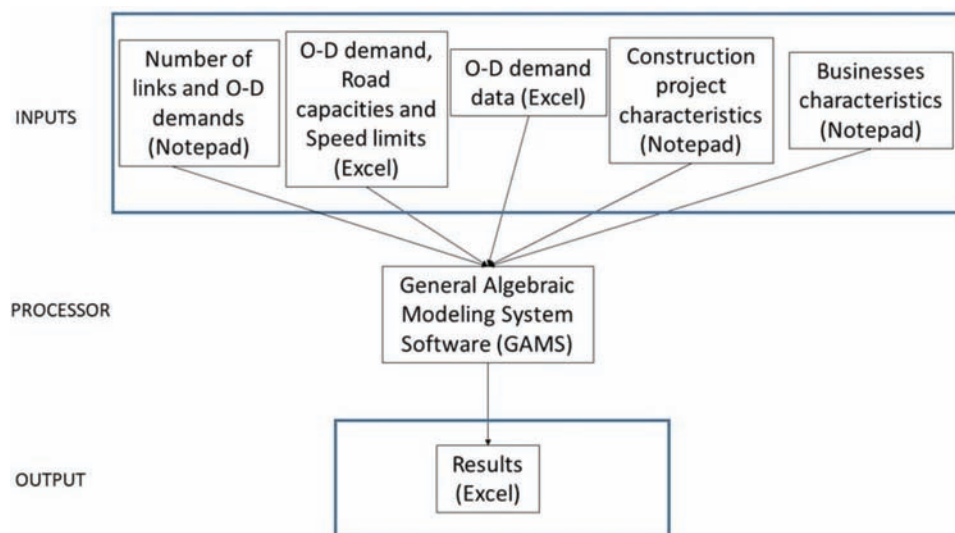 INPUTS
Number of
links and O-D
demands
(Notepad)
O-D demand,
Road
capacities and
Speed limits
(Excel)
O-D demand
data (Excel)
Construction
project
characteristics
(Notepad)
Businesses
characteristics
(Notepad)
PROCESSOR
General Algebraic
Modeling System
Software (GAMS)
OUTPUT
Results
(Excel)